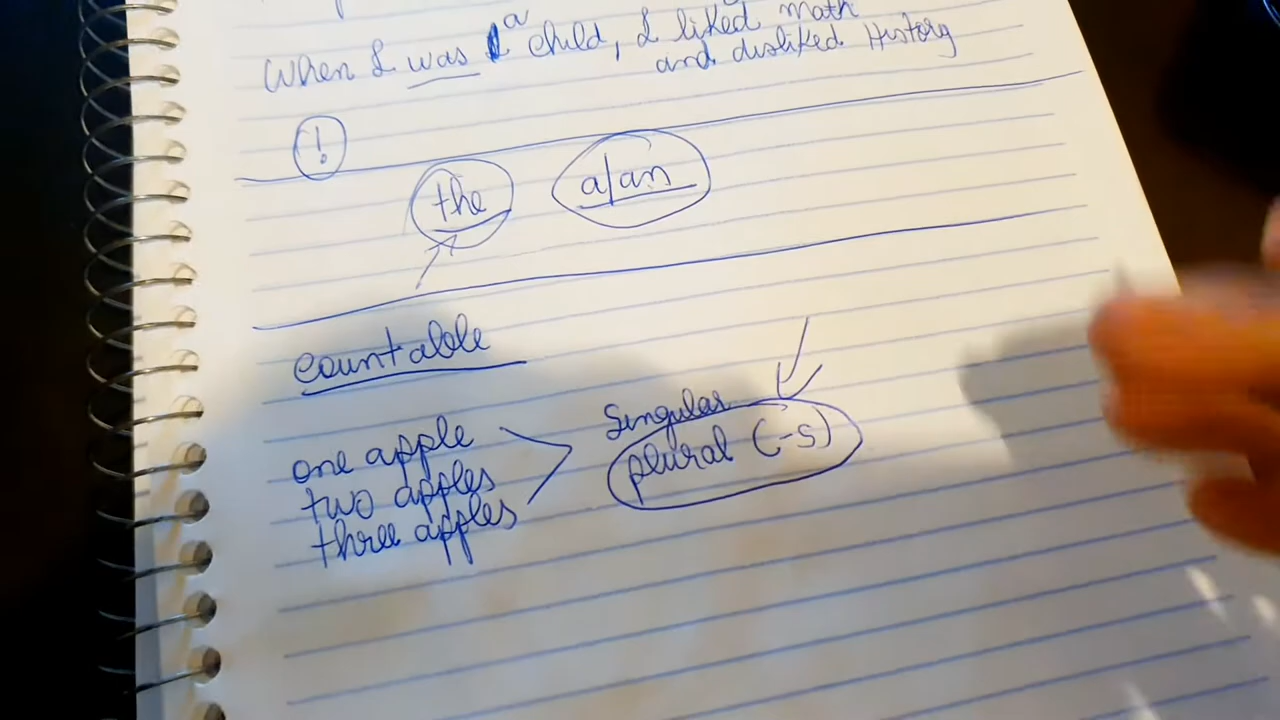 When I was a child, I liked math
and disliked History
!
the a/an
countable
one apple
two apples
three apples
Singular
plural (-s)